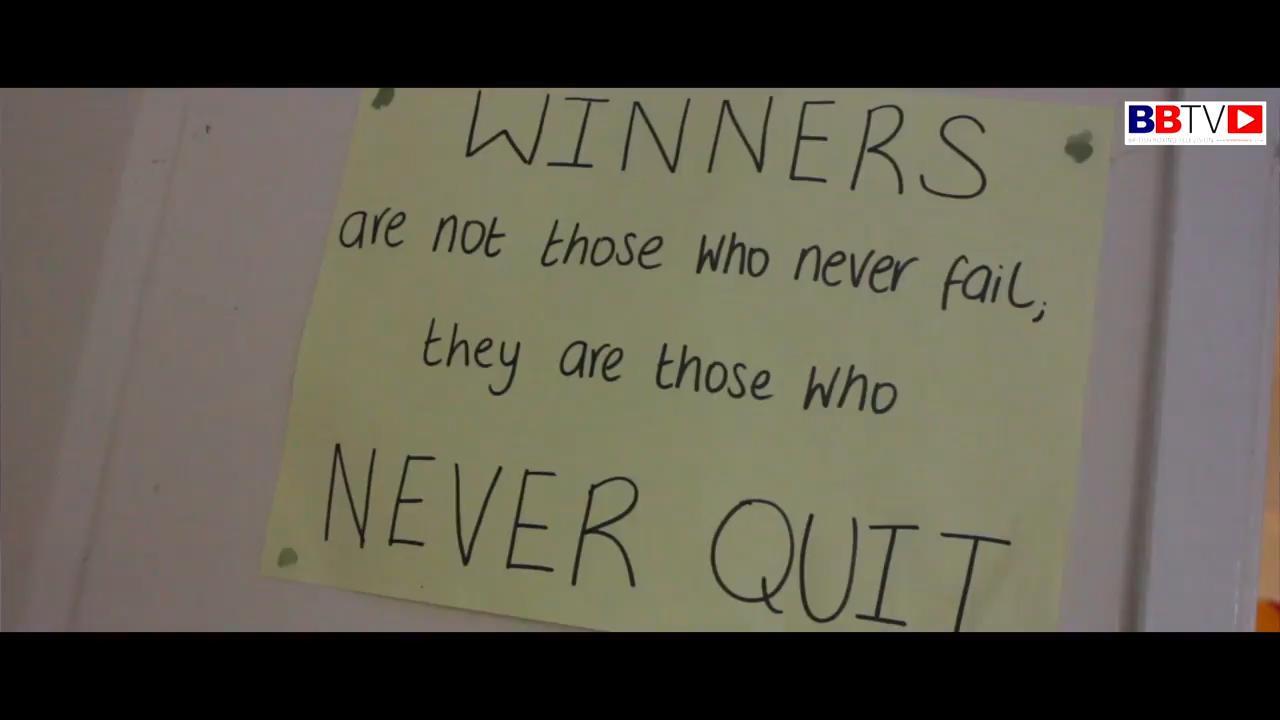 BBTV
WINNERS
are not those who never fail,
they are those who
NEVER QUIT